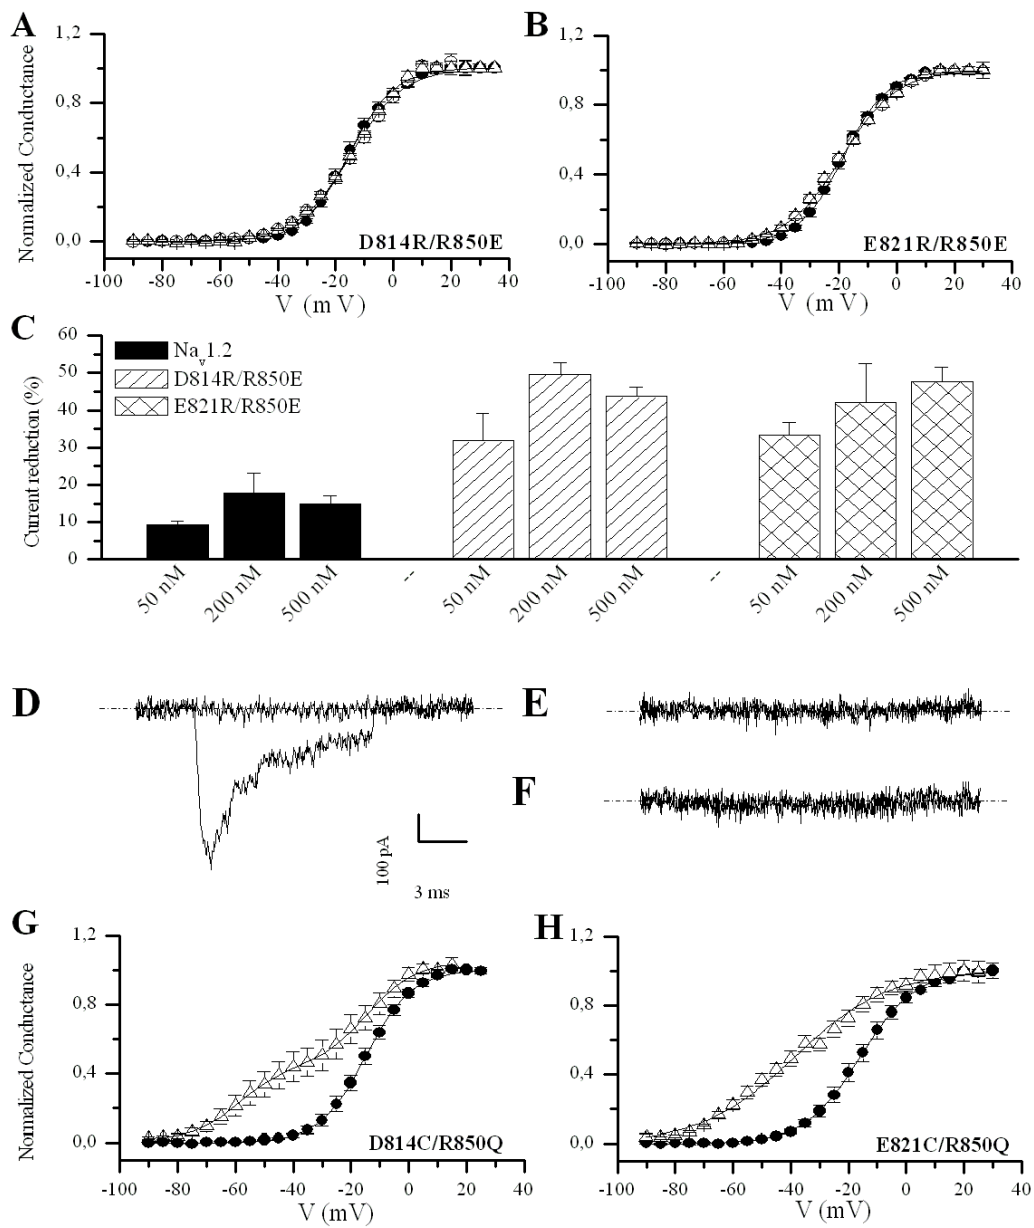 A
B
1,2
0,8
0,4
0,0
Normalized Conductance
D814R/R850E
-100 -80 -60 -40 -20 0 20 40
V (mV)
1,2
0,8
0,4
0,0
E821R/R850E
-100 -80 -60 -40 -20 0 20 40
V (mV)
C
60
50
40
30
20
10
0
Current reduction (%)
Nav1.2
D814R/R850E
E821R/R850E
50 nM 200 nM 500 nM -- 50 nM 200 nM 500 nM -- 50 nM 200 nM 500 nM
D
E
F
100 pA
3 ms
G
H
1,2
0,8
0,4
0,0
Normalized Conductance
D814C/R850Q
-100 -80 -60 -40 -20 0 20 40
V (mV)
1,2
0,8
0,4
0,0
E821C/R850Q
-100 -80 -60 -40 -20 0 20 40
V (mV)